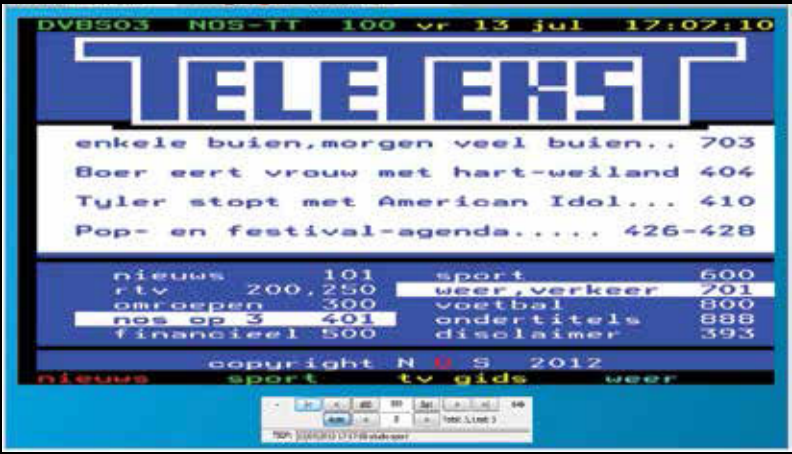 DVBS03 NOS-TT 100 vr 13 jul 17:07:10
TELETEKST
enkele buien,morgen veel buien.. 703
Boer eert vrouw met hart-weiland 404
Tyler stopt met American Idol... 410
Pop- en festival-agenda..... 426-428
nieuws 101 sport 600
rtv 200,250 weer,verkeer 701
omroepen 300 voetbal 800
nos op 3 401 ondertitels 888
financieel 500 disclaimer 393
copyright N O S 2012
nieuws sport tv gids weer